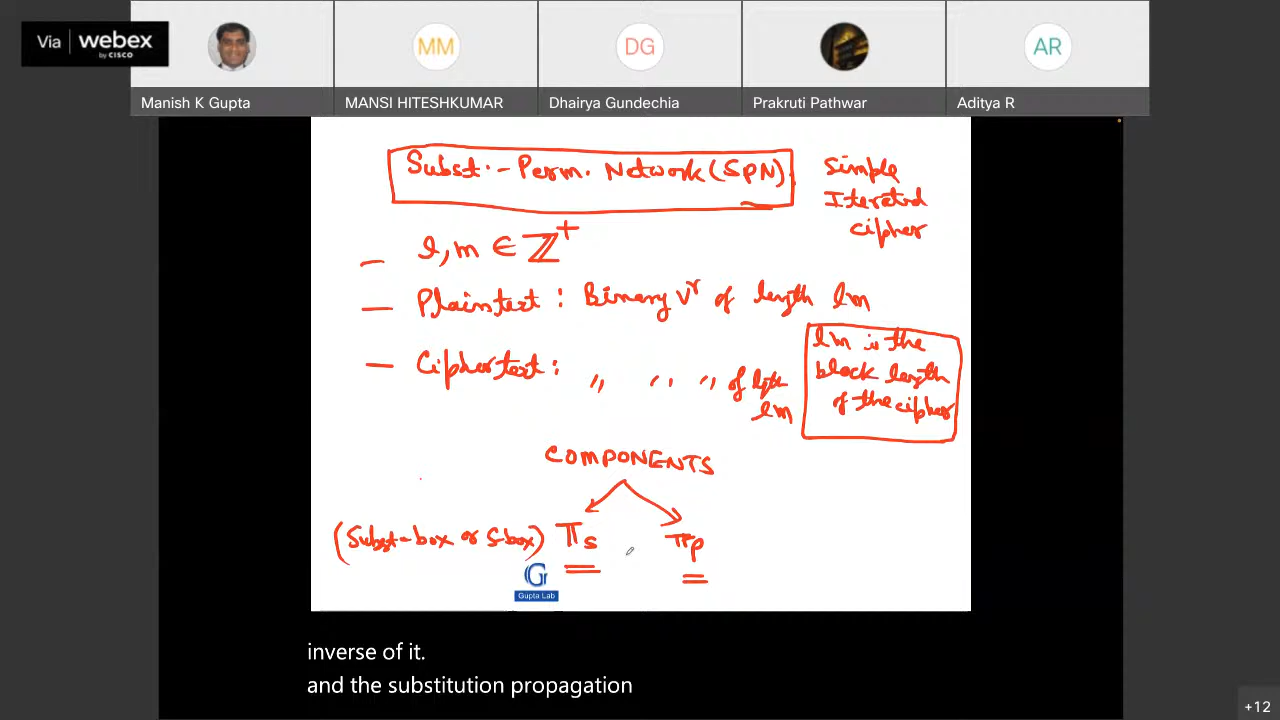 Via webex
by CISCO
MM
DG
AR
Manish K Gupta
MANSI HITESHKUMAR
Dhairya Gundechia
Prakruti Pathwar
Aditya R
Subst. - Perm. Network (SPN)
Simple
Iterated
cipher
— l, m ∈ ℤ⁺
— Plaintext : Binary vʳ of length lm
— Ciphertext : " " " of lgth
lm
lm is the
block length
of the cipher
COMPONENTS
(Subst-box or S-box) πs
πp
G
Gupta Lab
inverse of it.
and the substitution propagation
+12